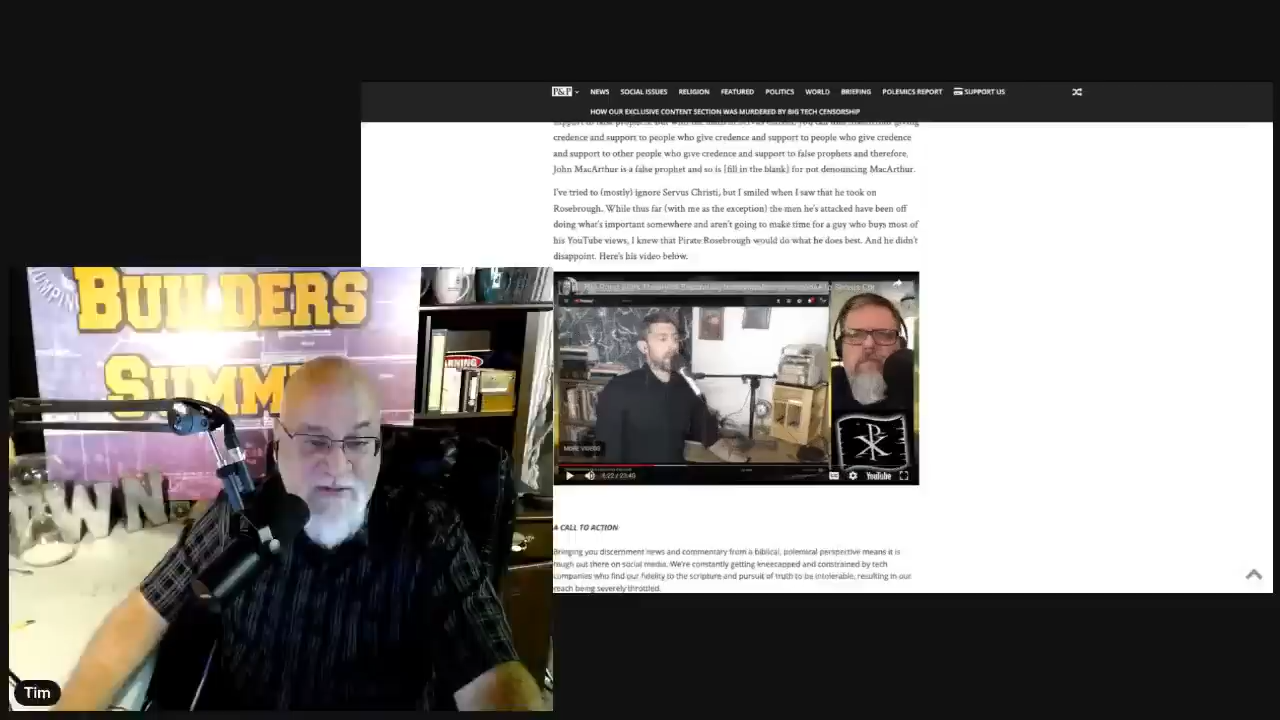 P&P
NEWS SOCIAL ISSUES RELIGION FEATURED POLITICS WORLD BRIEFING POLEMICS REPORT SUPPORT US
HOW OUR EXCLUSIVE CONTENT SECTION WAS MURDERED BY BIG TECH CENSORSHIP
credence and support to people who give credence and support to people who give credence
and support to other people who give credence and support to false prophets and therefore,
John MacArthur is a false prophet and so is [fill in the blank] for not denouncing MacArthur.
I've tried to (mostly) ignore Servus Christi, but I smiled when I saw that he took on
Rosebrough. While thus far (with me as the exception) the men he's attacked have been off
doing what's important somewhere and aren't going to make time for a guy who buys most of
his YouTube views, I knew that Pirate Rosebrough would do what he does best. And he didn't
disappoint. Here's his video below.
MORE VIDEOS
YouTube
A CALL TO ACTION
Bringing you discernment news and commentary from a biblical, polemical perspective means it is
rough out there on social media. We're constantly getting kneecapped and constrained by tech
companies who find our fidelity to the scripture and pursuit of truth to be intolerable, resulting in our
reach being severely throttled.
BUILDERS
SUMM
ARNING
Tim